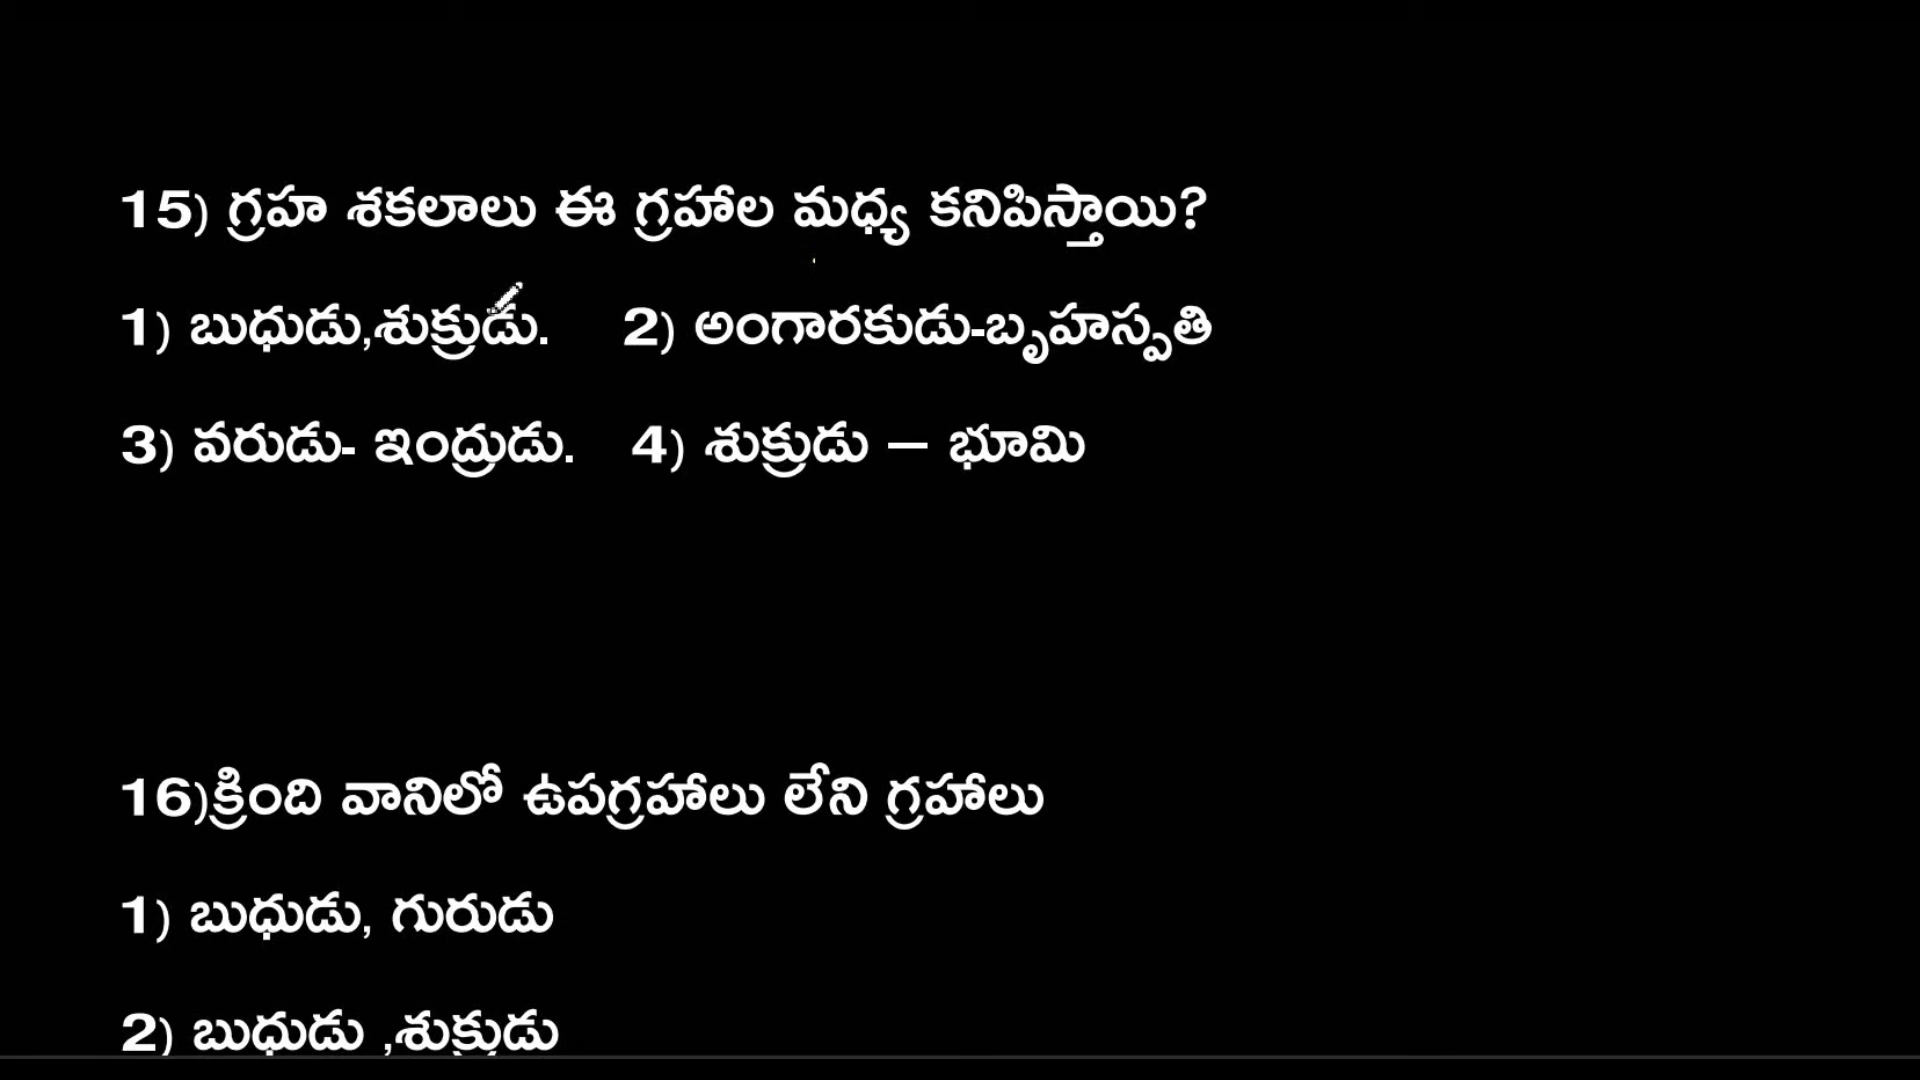 15) గ్రహ శకలాలు ఈ గ్రహాల మధ్య కనిపిస్తాయి?
1) బుధుడు,శుక్రుడు. 2) అంగారకుడు-బృహస్పతి
3) వరుడు- ఇంద్రుడు. 4) శుక్రుడు – భూమి
16)క్రింది వానిలో ఉపగ్రహాలు లేని గ్రహాలు
1) బుధుడు, గురుడు
2) బుధుడు ,శుక్రుడు